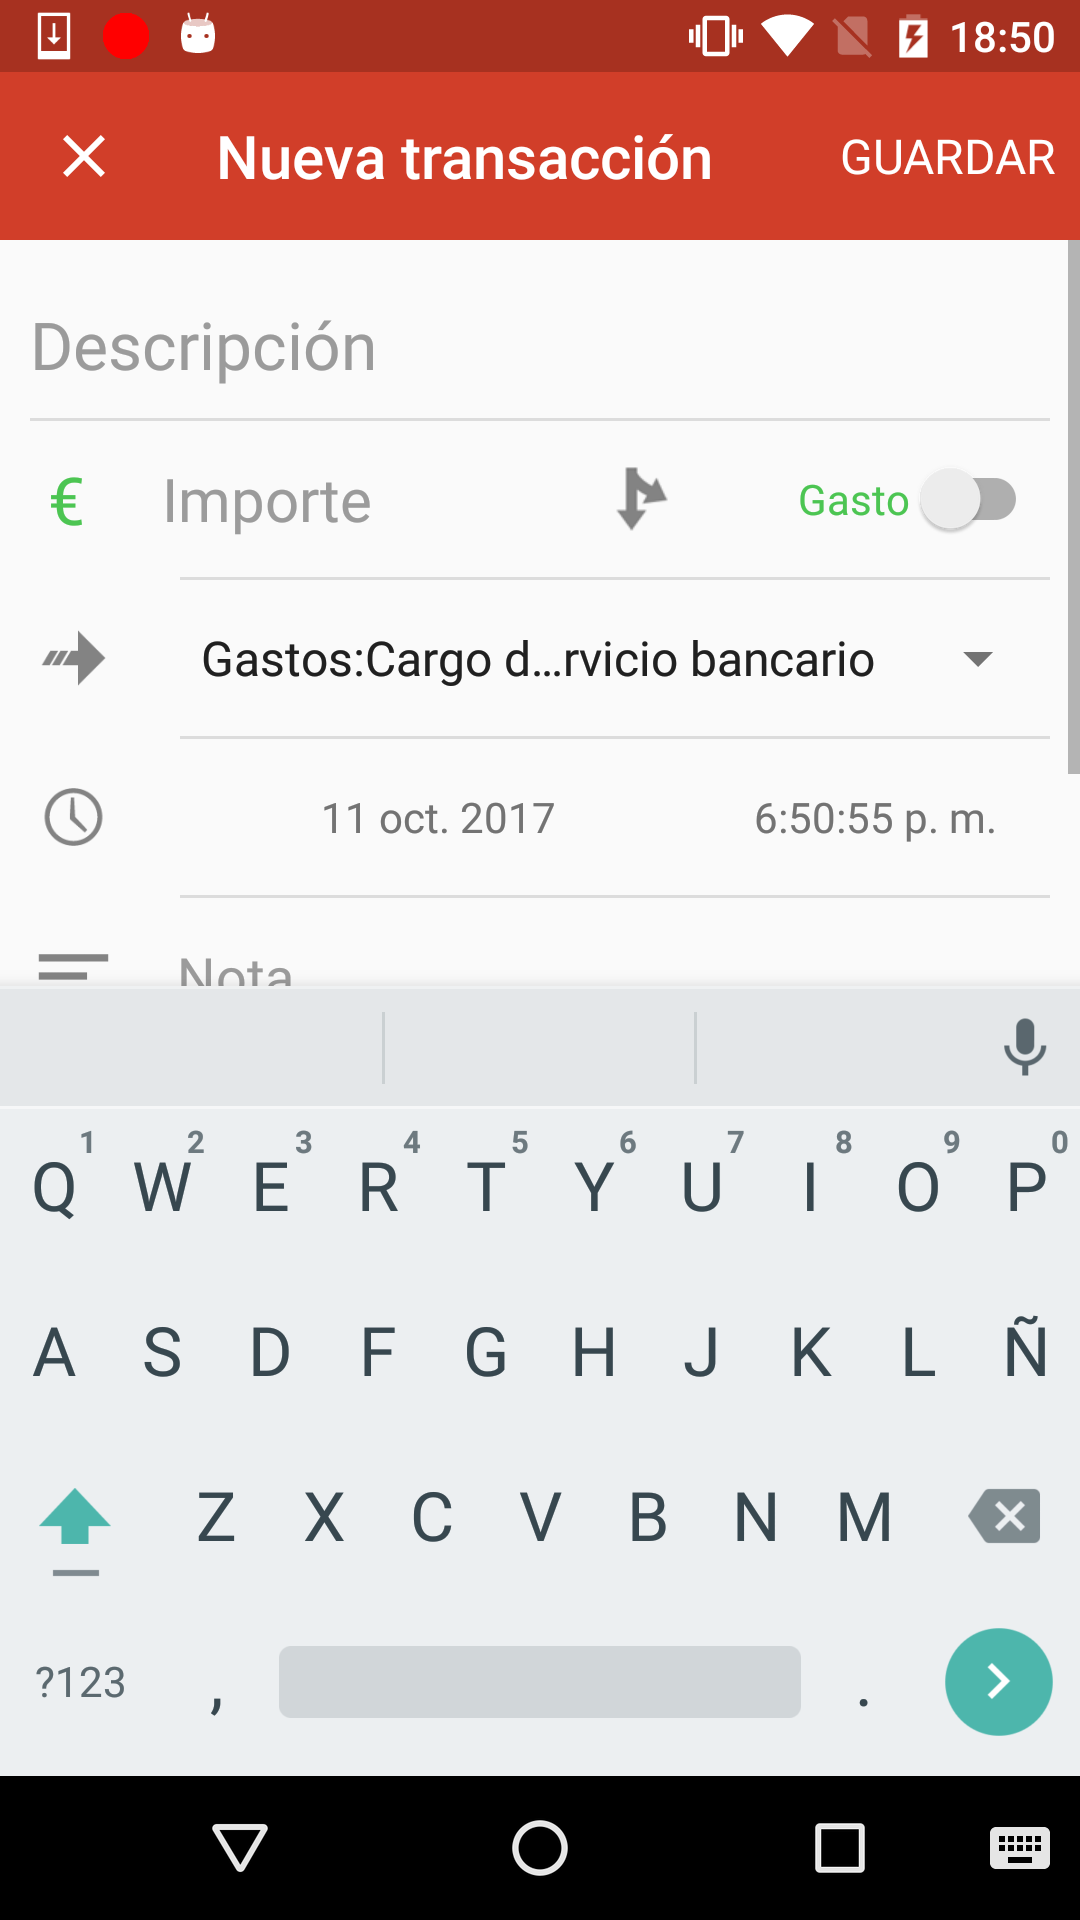 18:50
Nueva transacción GUARDAR
Descripción
€ Importe Gasto
Gastos:Cargo d...rvicio bancario
11 oct. 2017 6:50:55 p. m.
Nota
1 2 3 4 5 6 7 8 9 0
Q W E R T Y U I O P
A S D F G H J K L Ñ
Z X C V B N M
?123 , .